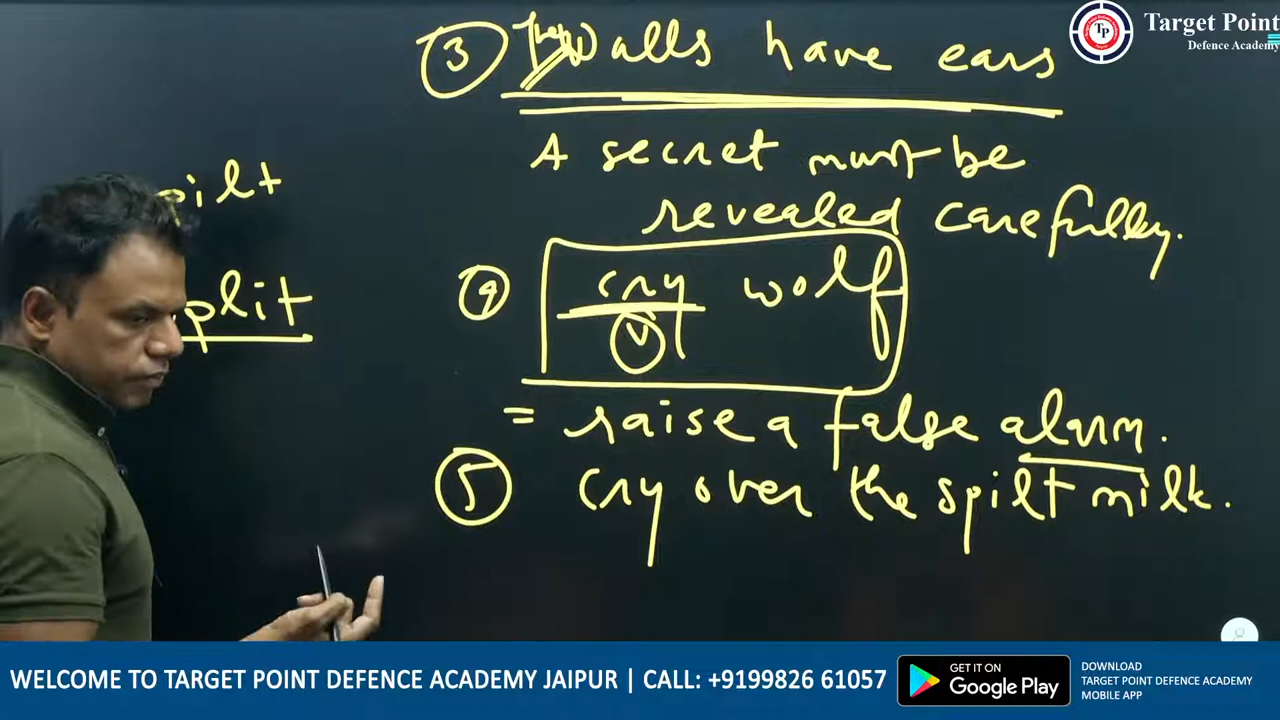 Target Point
Defence Academy
TP
③ Walls have ears
A secret must be
revealed carefully.
pilt
plit
④ cry wolf
V
= raise a false alarm.
⑤ cry over the spilt milk.
WELCOME TO TARGET POINT DEFENCE ACADEMY JAIPUR | CALL: +9199826 61057
GET IT ON
Google Play
DOWNLOAD
TARGET POINT DEFENCE ACADEMY
MOBILE APP